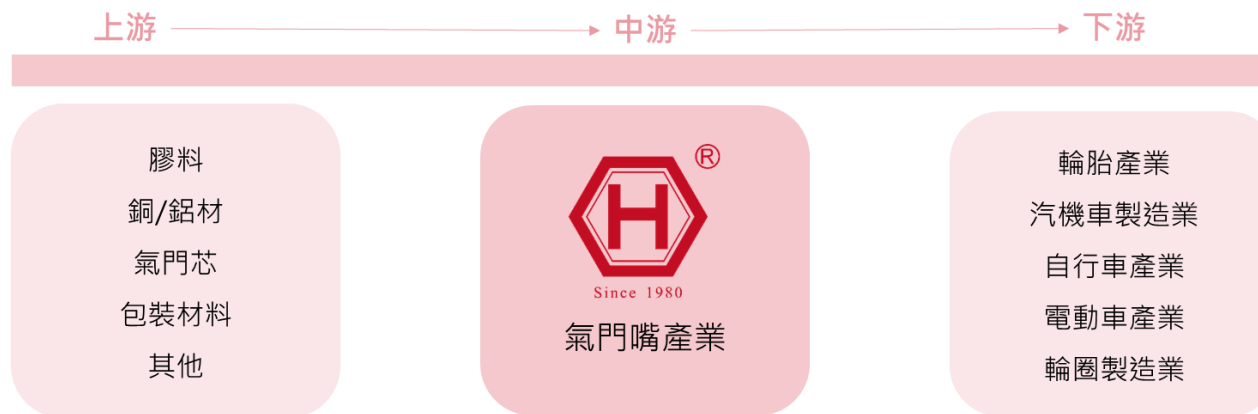 上游
中游
下游
膠料
銅/鋁材
氣門芯
包裝材料
其他
®
H
Since 1980
氣門嘴產業
輪胎產業
汽機車製造業
自行車產業
電動車產業
輪圈製造業